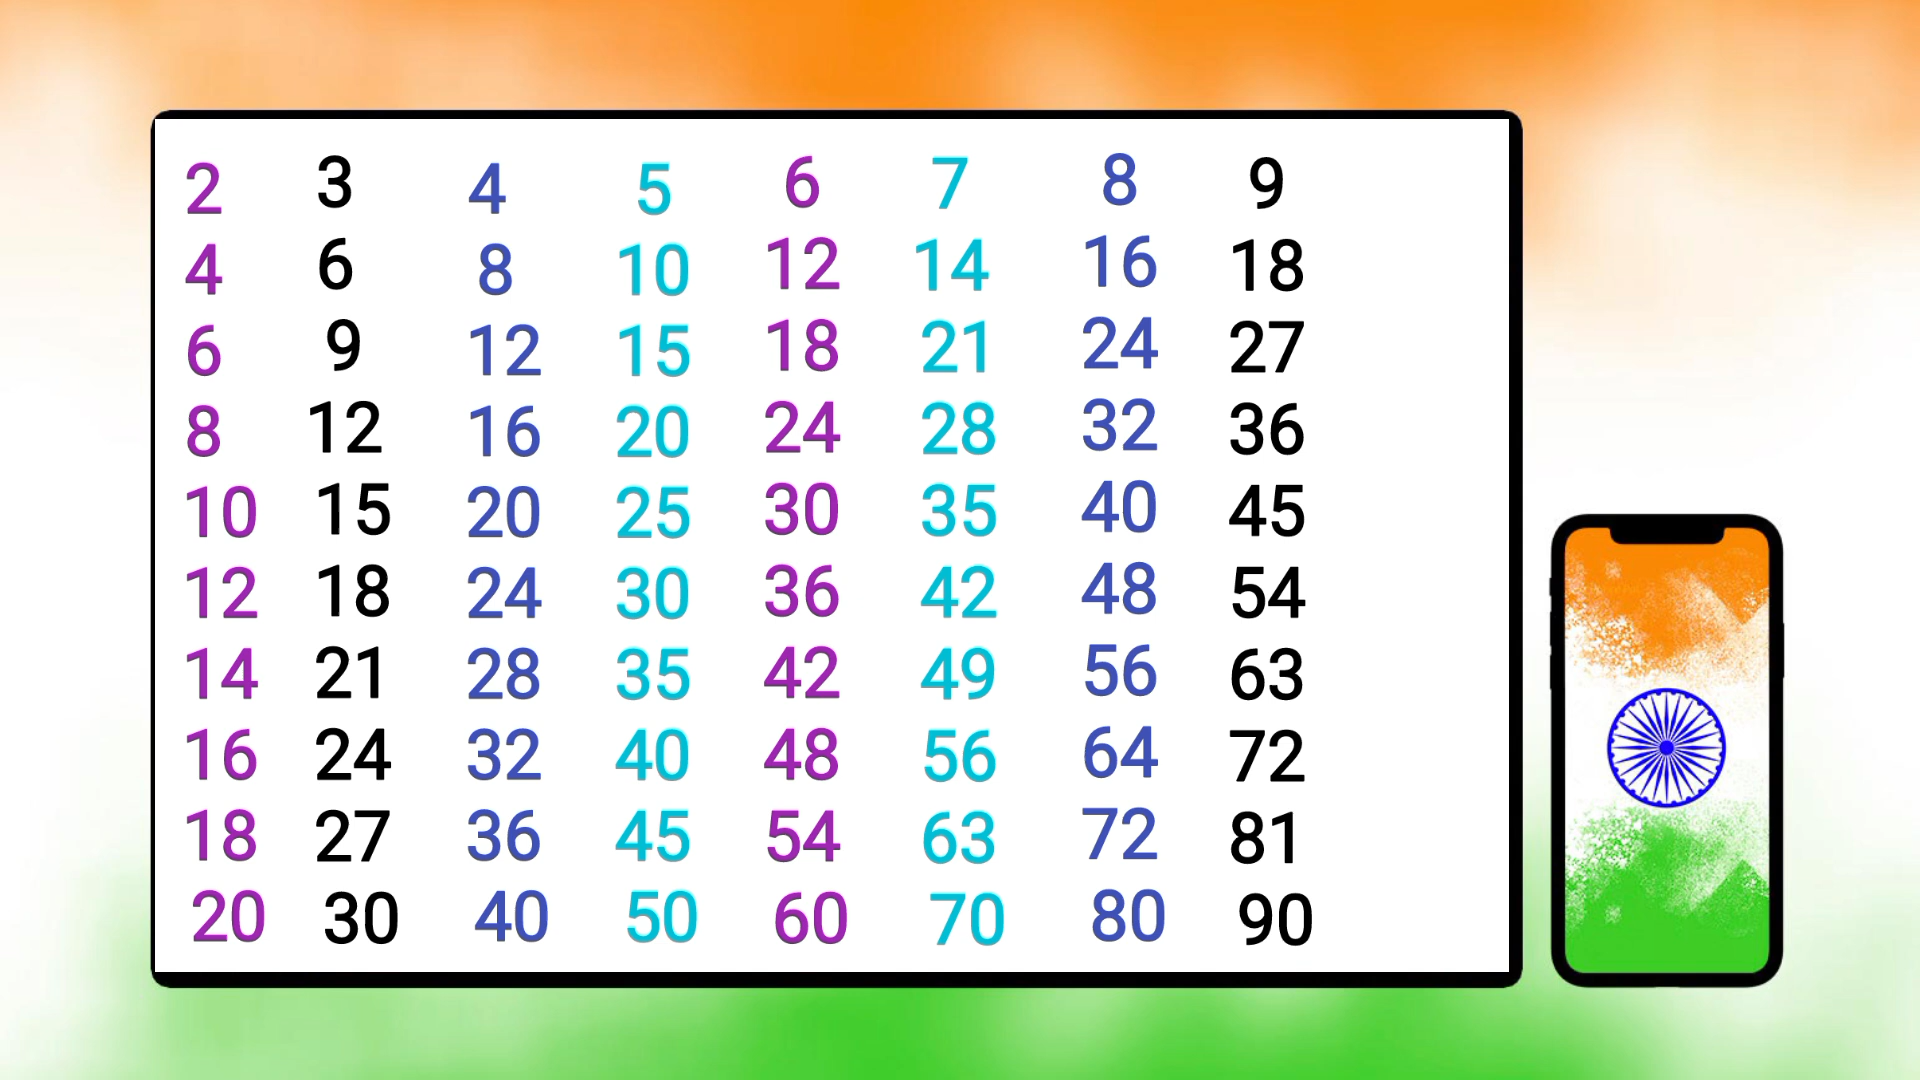 2 3 4 5 6 7 8 9
4 6 8 10 12 14 16 18
6 9 12 15 18 21 24 27
8 12 16 20 24 28 32 36
10 15 20 25 30 35 40 45
12 18 24 30 36 42 48 54
14 21 28 35 42 49 56 63
16 24 32 40 48 56 64 72
18 27 36 45 54 63 72 81
20 30 40 50 60 70 80 90